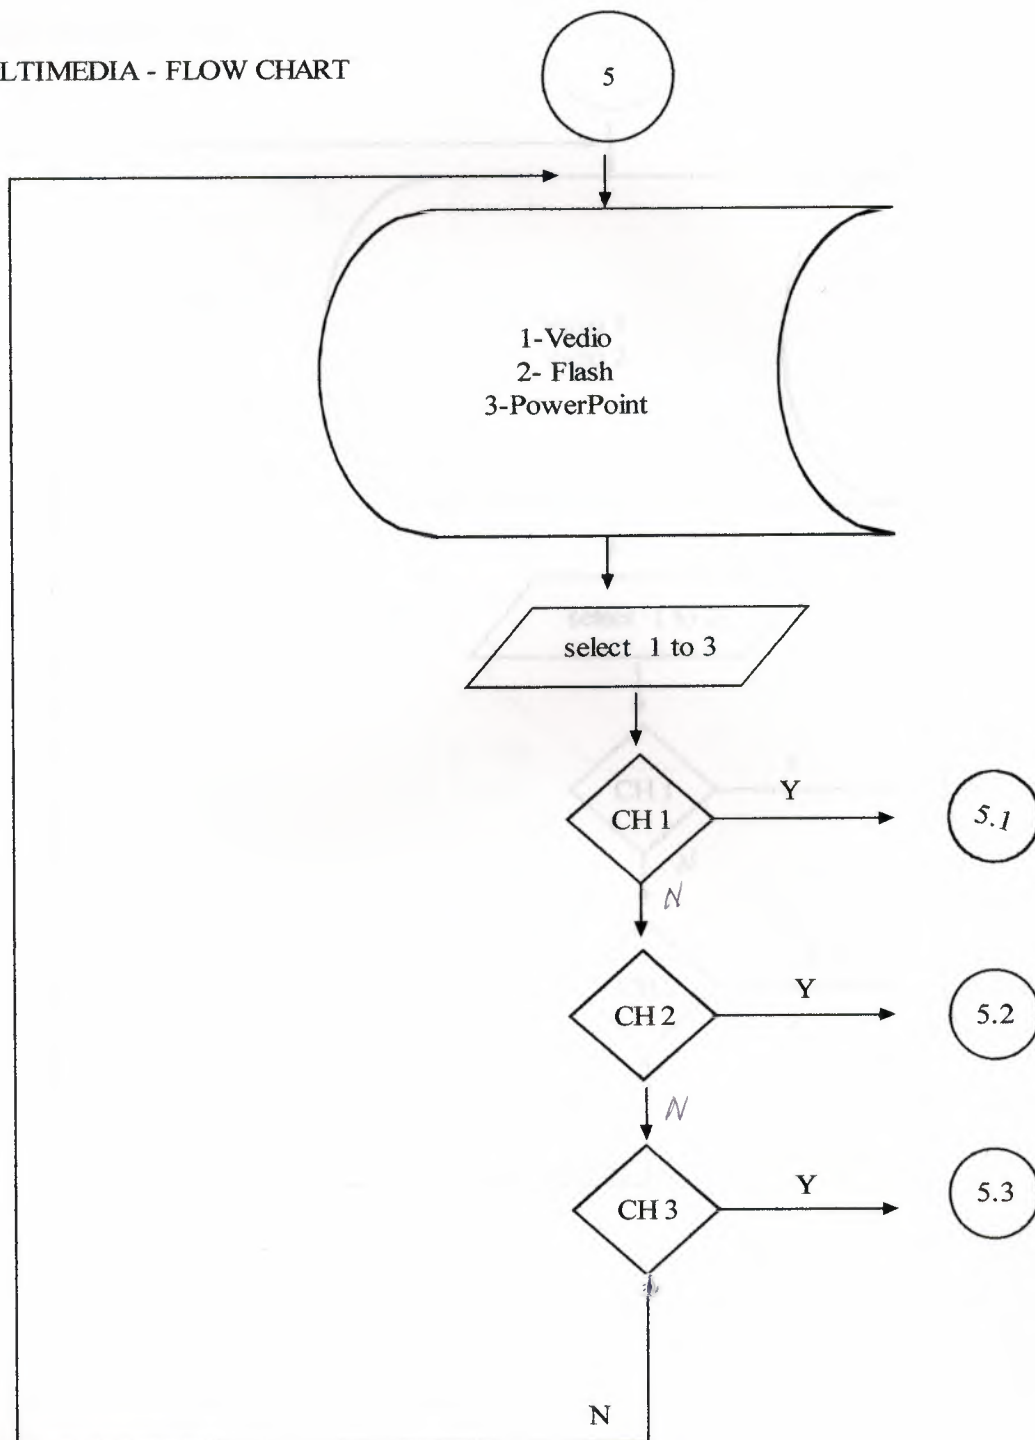 LTIMEDIA - FLOW CHART
5
1-Vedio
2- Flash
3-PowerPoint
select 1 to 3
CH 1
Y
5.1
N
CH 2
Y
5.2
N
CH 3
Y
5.3
N